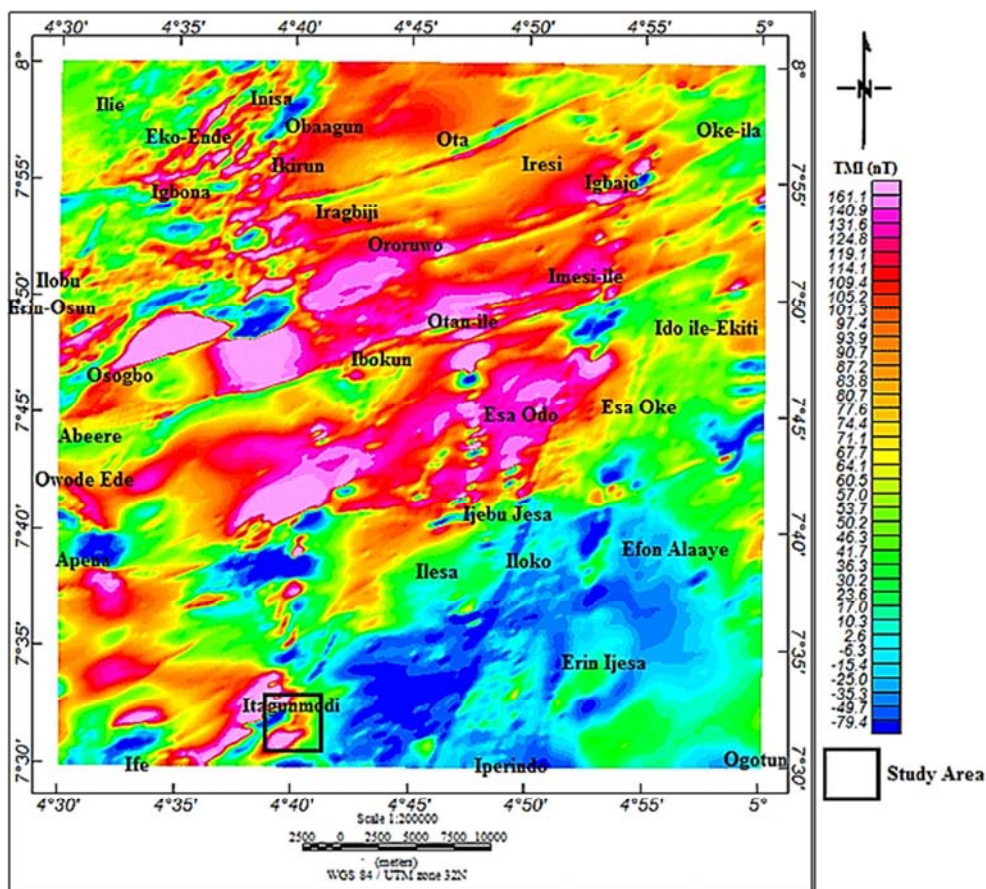 4°30' 4°35' 4°40' 4°45' 4°50' 4°55' 5°
8° 8°
Ilie Inisa
Eko-Ende Obaagun Ota Oke-ila
Ikirun Iresi
7°55' Igbona Igbajo 7°55'
Iragbiji
Ororuwo
Ilobu Imesi-ile
7°50' 7°50'
Erin-Osun Otan-ile Ido ile-Ekiti
Osogbo Ibokun
7°45' Esa Odo Esa Oke 7°45'
Abeere
Owode Ede
7°40' Ijebu Jesa 7°40'
Apena Ilesa Iloko Efon Alaaye
7°35' Erin Ijesa 7°35'
Itagunmodi
7°30' Ife Iperindo Ogotun 7°30'
4°30' 4°35' 4°40' 4°45' 4°50' 4°55' 5°
Scale 1:200000
2500 0 2500 5000 7500 10000
(meters)
WGS 84 / UTM zone 32N
N
TMI (nT)
161.1
140.9
131.6
124.8
119.1
114.1
109.4
105.2
101.3
97.4
93.9
90.7
87.2
83.8
80.7
77.6
74.4
71.1
67.7
64.1
60.5
57.0
53.7
50.2
46.3
41.7
36.3
30.2
23.6
17.0
10.3
2.6
-6.3
-15.4
-25.0
-35.3
-49.7
-79.4
Study Area